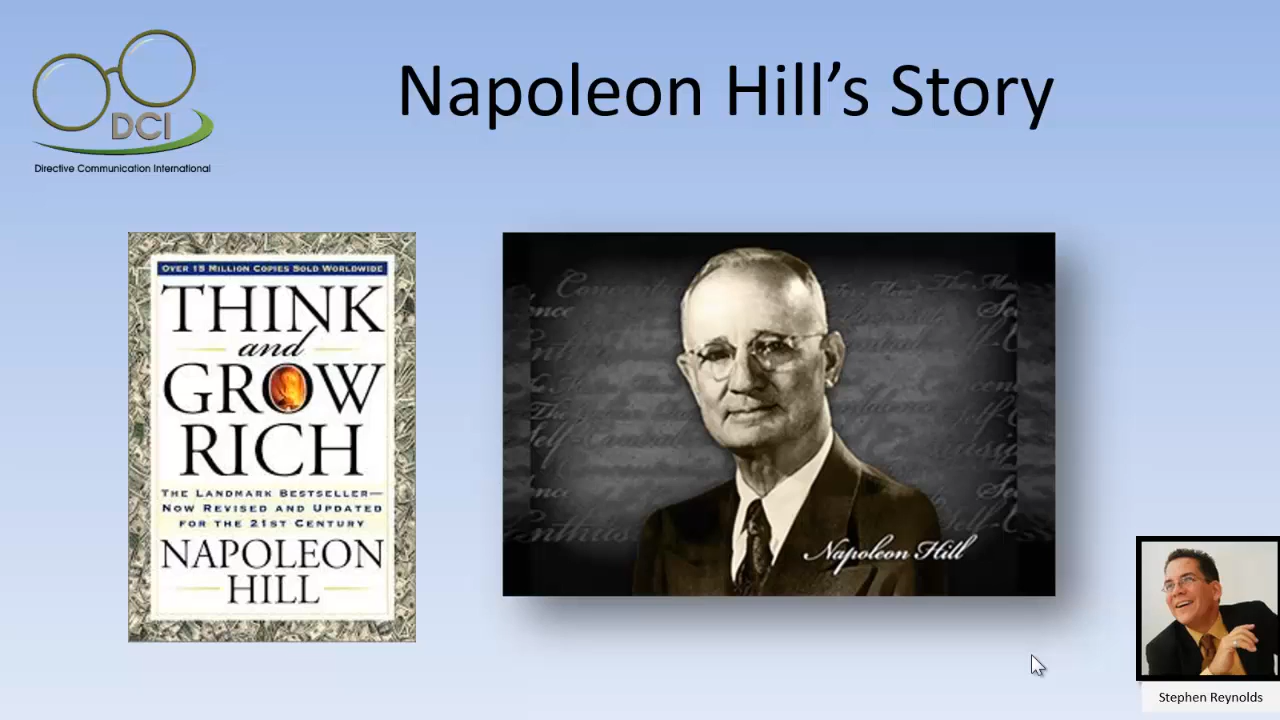 Napoleon Hill's Story
DCI
Directive Communication International
OVER 15 MILLION COPIES SOLD WORLDWIDE
THINK
and
GROW
RICH
THE LANDMARK BESTSELLER—
NOW REVISED AND UPDATED
FOR THE 21ST CENTURY
NAPOLEON
HILL
Napoleon Hill
Stephen Reynolds